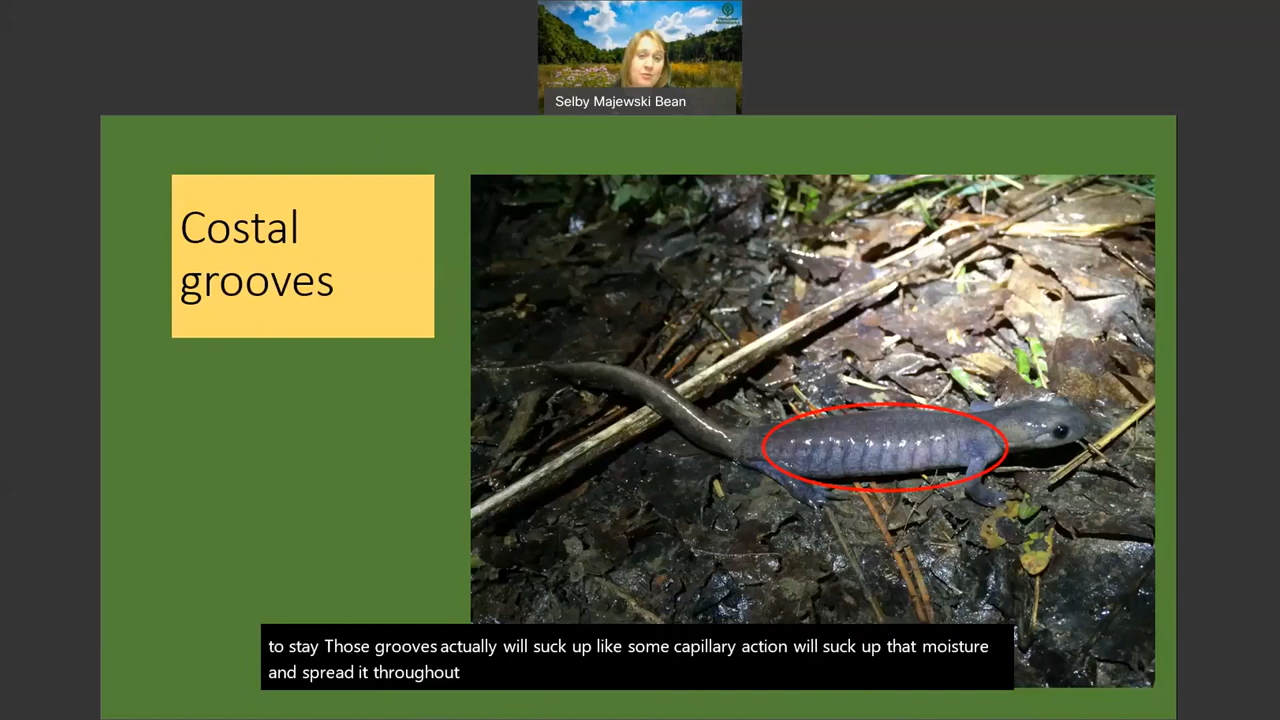 Selby Majewski Bean
Costal
grooves
to stay Those grooves actually will suck up like some capillary action will suck up that moisture
and spread it throughout